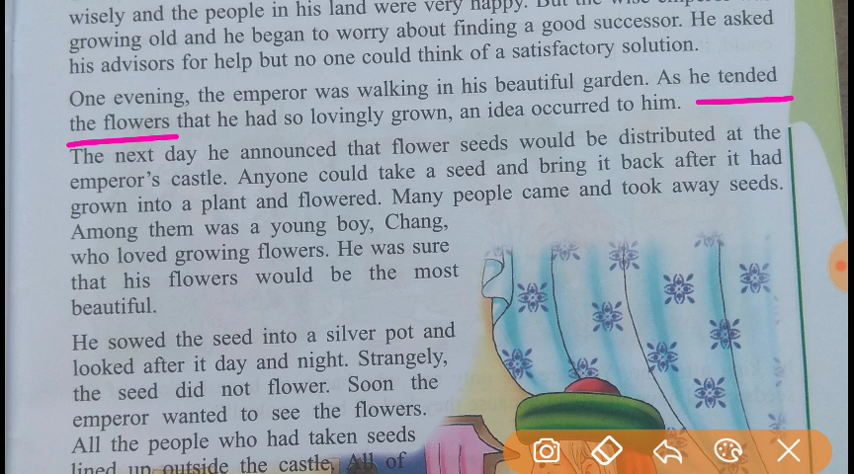 wisely and the people in his land were very happy. But the wise emperor was
growing old and he began to worry about finding a good successor. He asked
his advisors for help but no one could think of a satisfactory solution.
One evening, the emperor was walking in his beautiful garden. As he tended
the flowers that he had so lovingly grown, an idea occurred to him.
The next day he announced that flower seeds would be distributed at the
emperor's castle. Anyone could take a seed and bring it back after it had
grown into a plant and flowered. Many people came and took away seeds.
Among them was a young boy, Chang,
who loved growing flowers. He was sure
that his flowers would be the most
beautiful.
He sowed the seed into a silver pot and
looked after it day and night. Strangely,
the seed did not flower. Soon the
emperor wanted to see the flowers.
All the people who had taken seeds
lined up outside the castle. All of